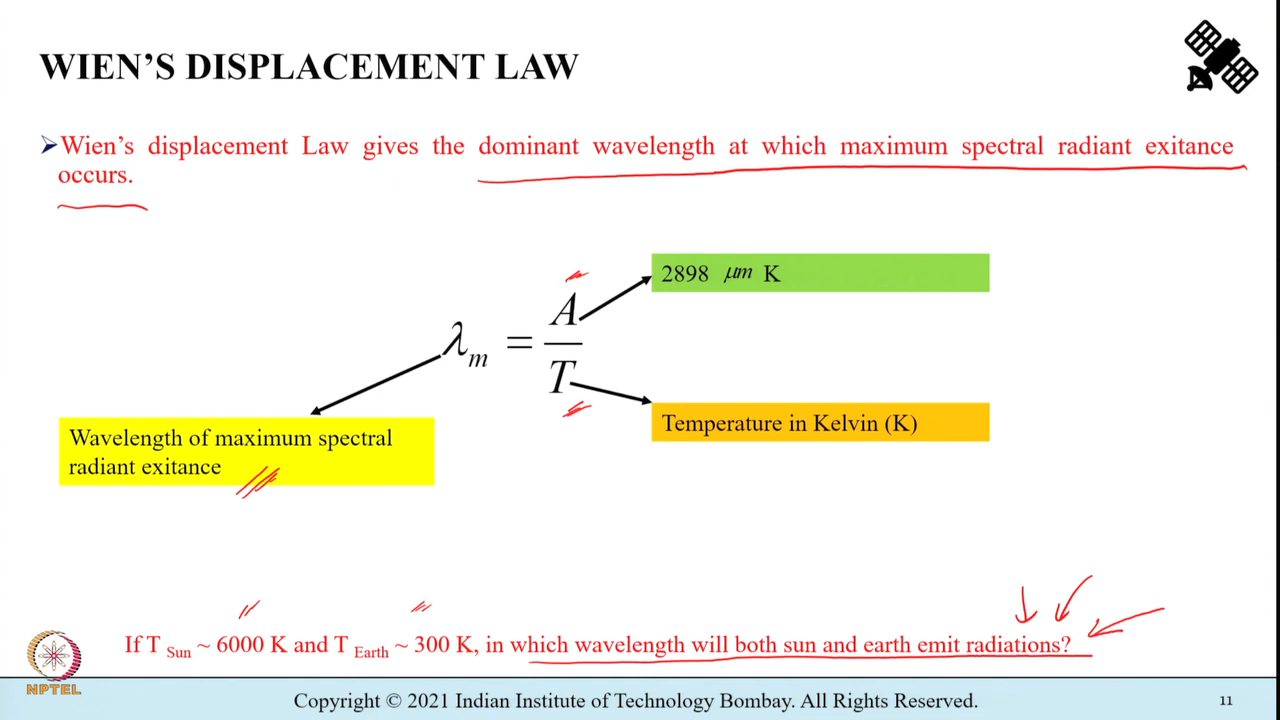 WIEN'S DISPLACEMENT LAW
➤Wien's displacement Law gives the dominant wavelength at which maximum spectral radiant exitance
occurs.
2898 μm K
λm = A/T
Temperature in Kelvin (K)
Wavelength of maximum spectral
radiant exitance
If T Sun ~ 6000 K and T Earth ~ 300 K, in which wavelength will both sun and earth emit radiations?
NPTEL
Copyright © 2021 Indian Institute of Technology Bombay. All Rights Reserved.
11